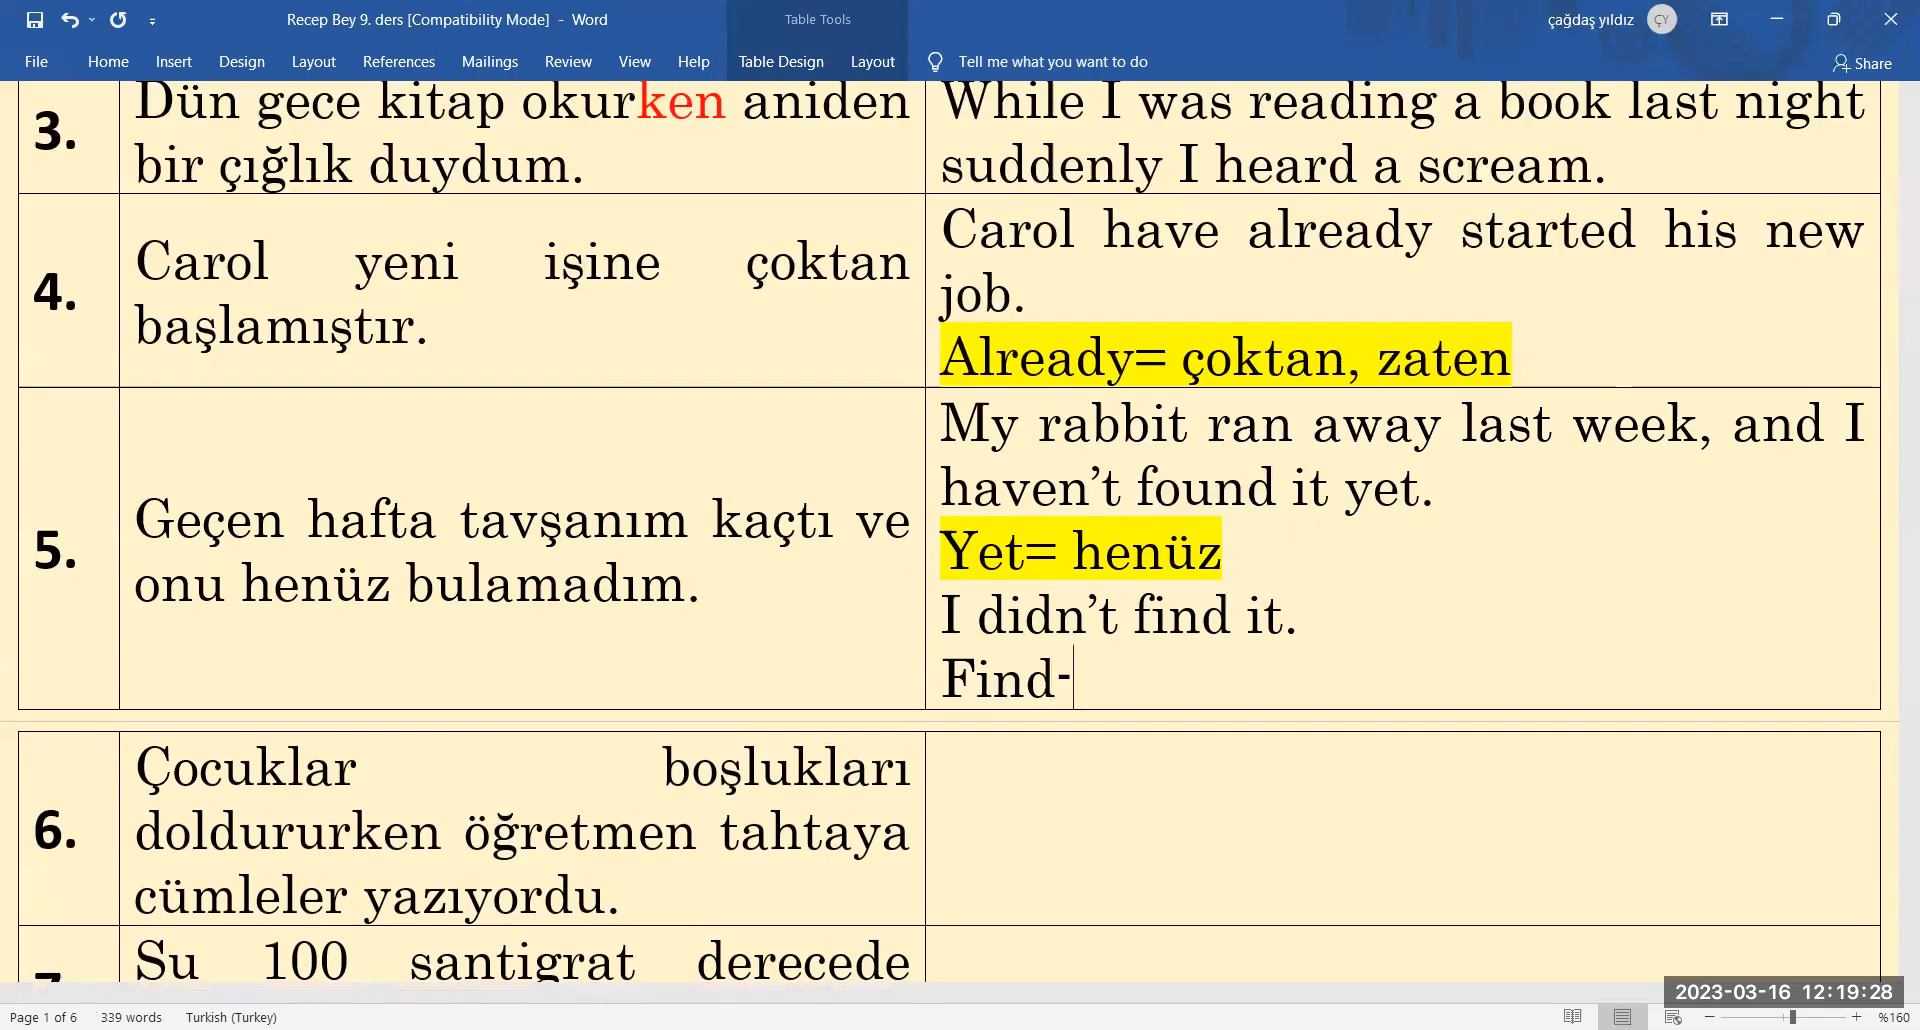 Recep Bey 9. ders [Compatibility Mode] - Word
Table Tools
çağdaş yıldız
ÇY
File Home Insert Design Layout References Mailings Review View Help Table Design Layout Tell me what you want to do Share
3.
Dün gece kitap okurken aniden
bir çığlık duydum.
While I was reading a book last night
suddenly I heard a scream.
4.
Carol yeni işine çoktan
başlamıştır.
Carol have already started his new
job.
Already= çoktan, zaten
5.
Geçen hafta tavşanım kaçtı ve
onu henüz bulamadım.
My rabbit ran away last week, and I
haven’t found it yet.
Yet= henüz
I didn’t find it.
Find-
6.
Çocuklar boşlukları
doldururken öğretmen tahtaya
cümleler yazıyordu.
7.
Su 100 santigrat derecede
2023-03-16 12:19:28
Page 1 of 6 339 words Turkish (Turkey) %160